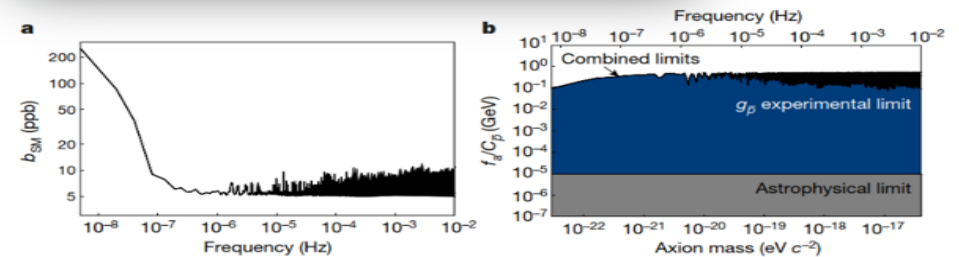 a
200
100
50
20
10
5
b_SM (ppb)
10⁻⁸ 10⁻⁷ 10⁻⁶ 10⁻⁵ 10⁻⁴ 10⁻³ 10⁻²
Frequency (Hz)
b
Frequency (Hz)
10⁻⁸ 10⁻⁷ 10⁻⁶ 10⁻⁵ 10⁻⁴ 10⁻³ 10⁻²
10¹
10⁰
10⁻¹
10⁻²
10⁻³
10⁻⁴
10⁻⁵
10⁻⁶
10⁻⁷
f_a/C_p̅ (GeV)
Combined limits
g_p̅ experimental limit
Astrophysical limit
10⁻²² 10⁻²¹ 10⁻²⁰ 10⁻¹⁹ 10⁻¹⁸ 10⁻¹⁷
Axion mass (eV c⁻²)